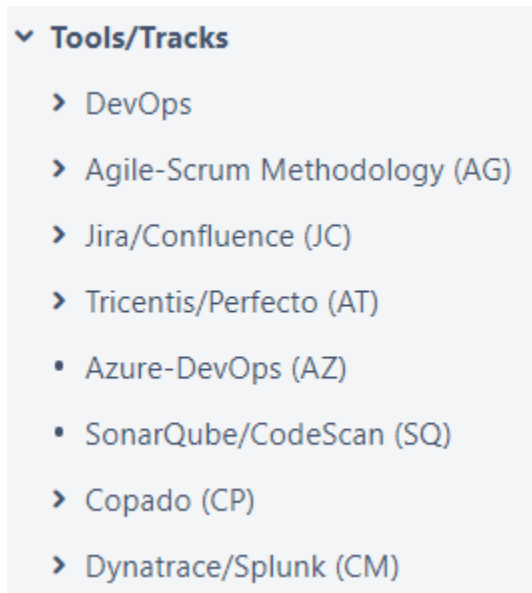 Tools/Tracks
DevOps
Agile-Scrum Methodology (AG)
Jira/Confluence (JC)
Tricentis/Perfecto (AT)
Azure-DevOps (AZ)
SonarQube/CodeScan (SQ)
Copado (CP)
Dynatrace/Splunk (CM)